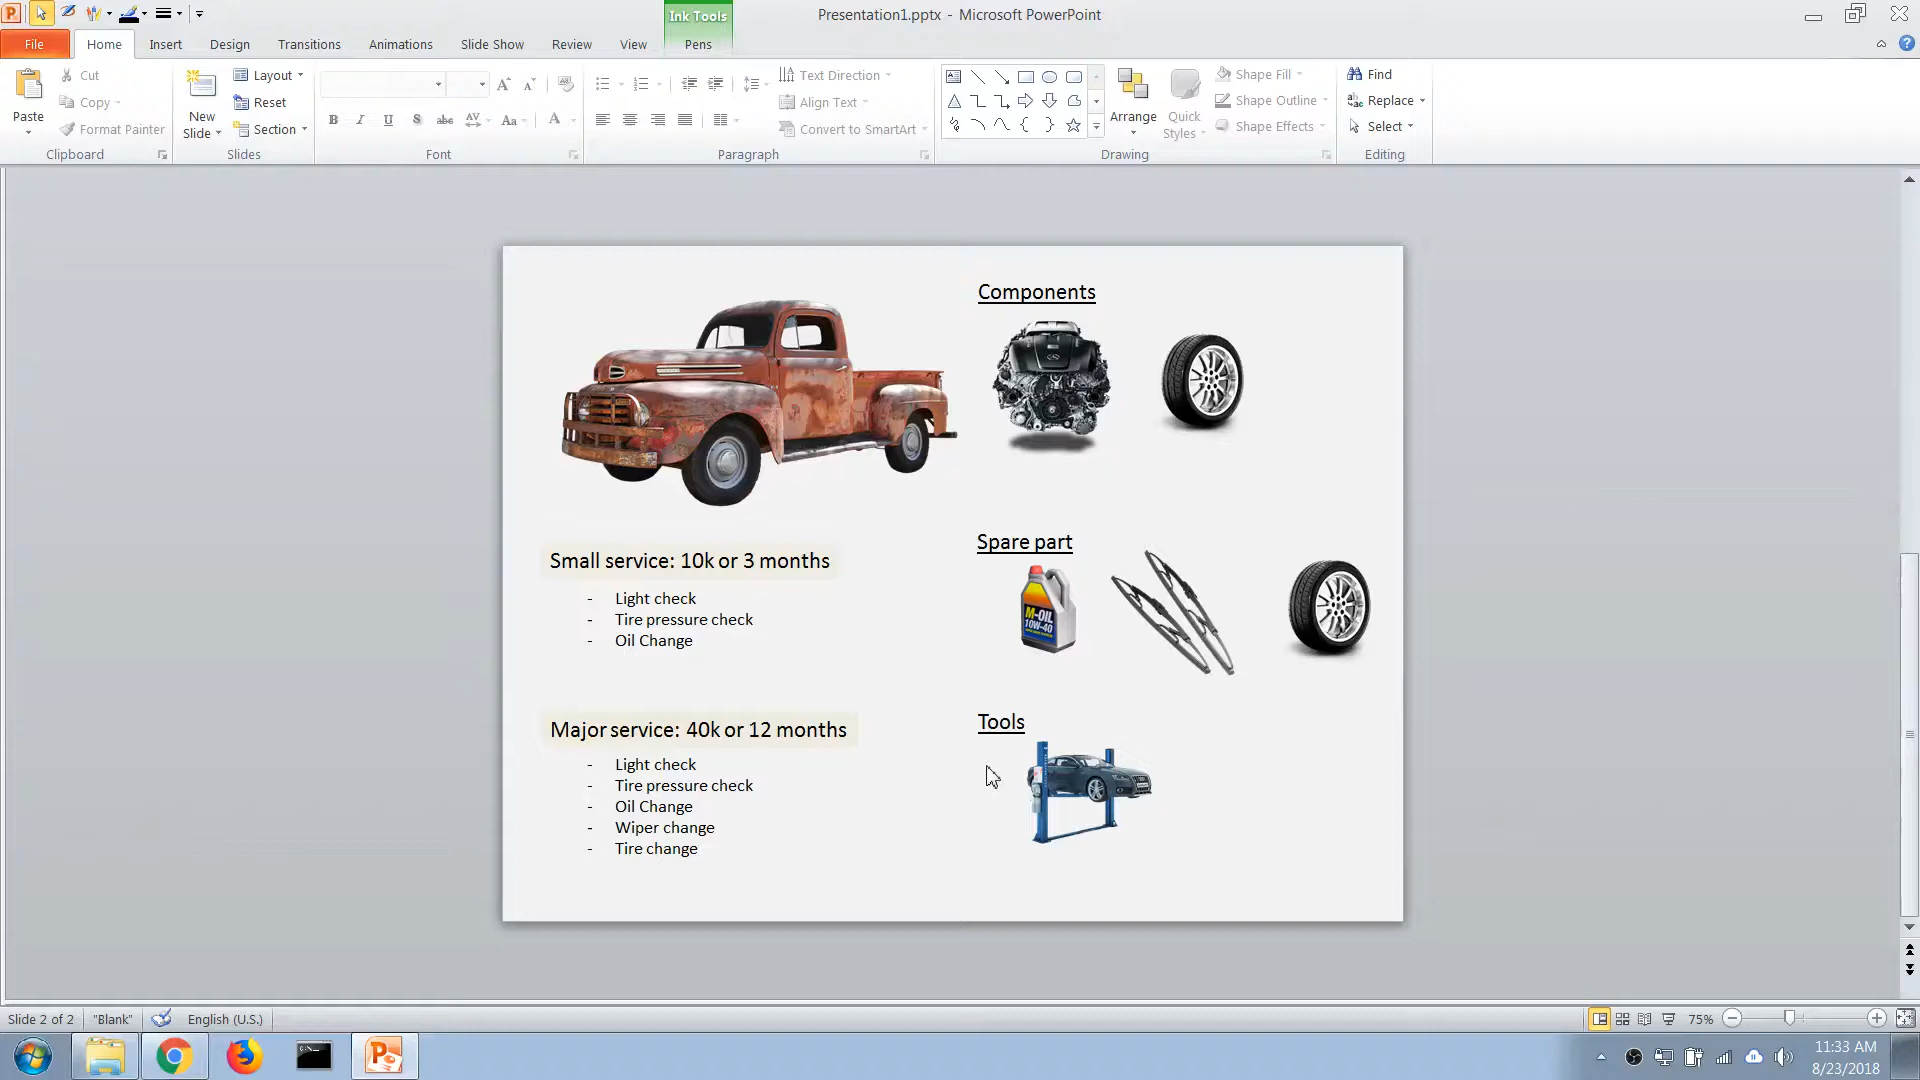 Presentation1.pptx - Microsoft PowerPoint
Ink Tools
File
Home
Insert
Design
Transitions
Animations
Slide Show
Review
View
Pens
Paste
Cut
Copy
Format Painter
Clipboard
New
Slide
Layout
Reset
Section
Slides
Font
Text Direction
Align Text
Convert to SmartArt
Paragraph
Arrange
Quick
Styles
Shape Fill
Shape Outline
Shape Effects
Drawing
Find
Replace
Select
Editing
Components
Small service: 10k or 3 months
- Light check
- Tire pressure check
- Oil Change
Spare part
M-OIL
10W-40
Major service: 40k or 12 months
- Light check
- Tire pressure check
- Oil Change
- Wiper change
- Tire change
Tools
Slide 2 of 2
"Blank"
English (U.S.)
75%
11:33 AM
8/23/2018